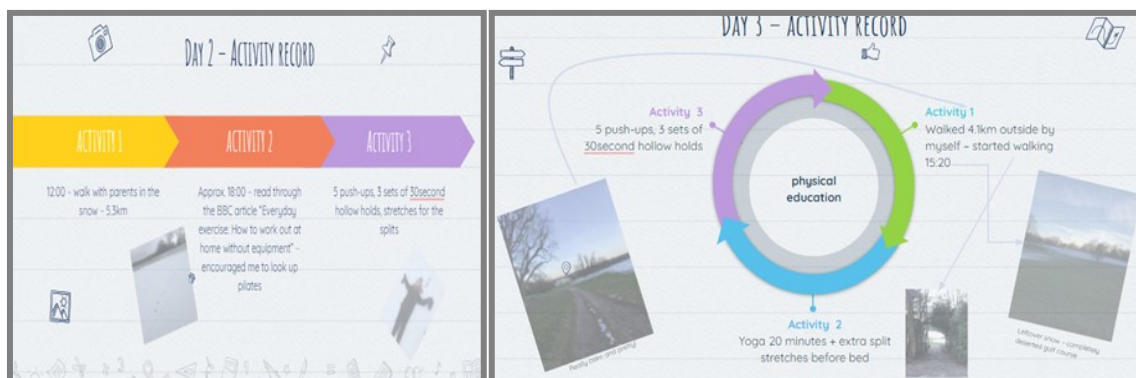 DAY 2 – ACTIVITY RECORD
ACTIVITY 1
ACTIVITY 2
ACTIVITY 3
12:00 - walk with parents in the
snow - 5.3km
Approx. 18:00 - read through
the BBC article "Everyday
exercise: How to work out at
home without equipment" -
encouraged me to look up
pilates
5 push-ups, 3 sets of 30second
hollow holds, stretches for the
splits
DAY 3 – ACTIVITY RECORD
Activity 3
5 push-ups, 3 sets of
30second hollow holds
Activity 1
Walked 4.1km outside by
myself – started walking
15:20
physical
education
Activity 2
Yoga 20 minutes + extra split
stretches before bed
Really calm and pretty!
Leftover snow - completely
deserted golf course